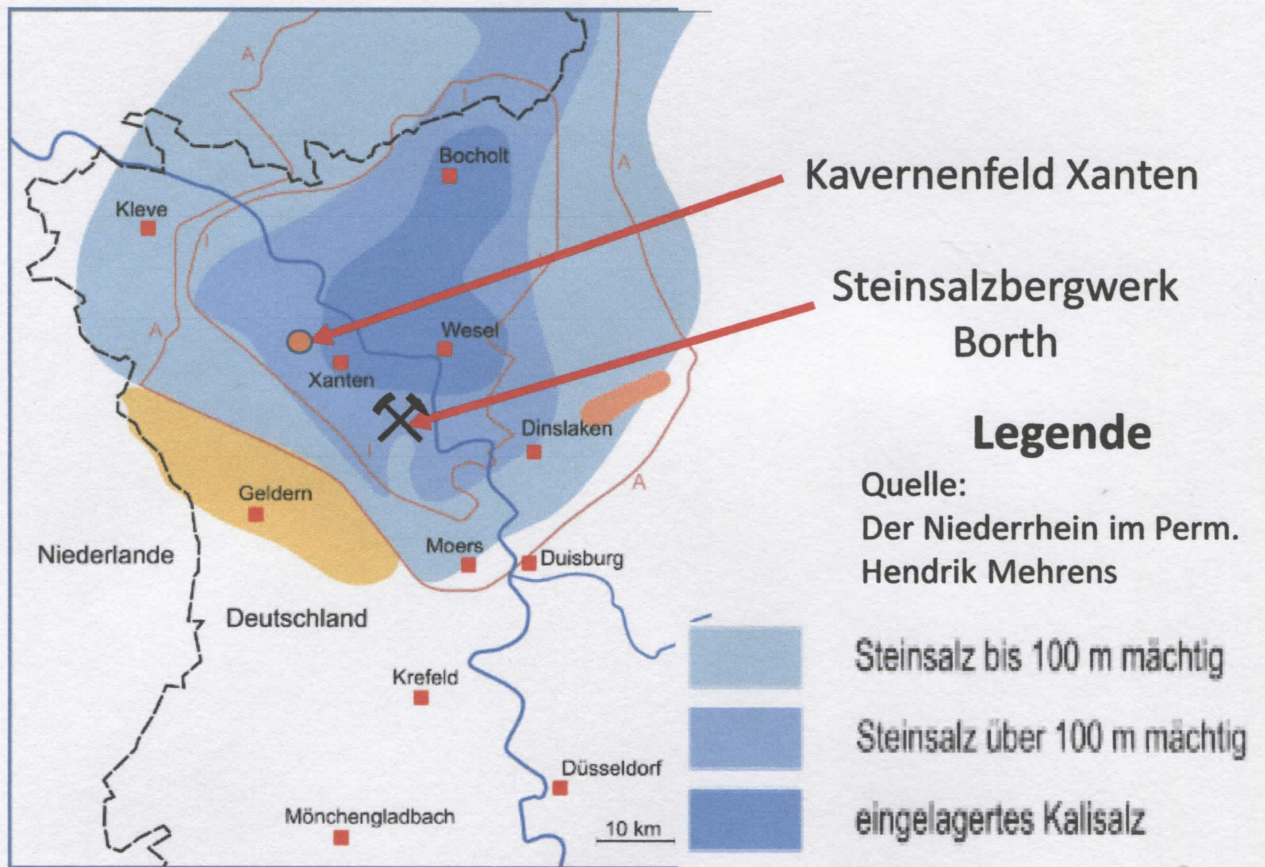 A
I
Bocholt
A
Kavernenfeld Xanten
Kleve
I
I
Steinsalzbergwerk
Borth
A
Wesel
Xanten
Dinslaken
Legende
I
A
Quelle:
Der Niederrhein im Perm.
Hendrik Mehrens
Geldern
Niederlande
Moers
Duisburg
Deutschland
Steinsalz bis 100 m mächtig
Krefeld
Steinsalz über 100 m mächtig
Düsseldorf
Mönchengladbach
10 km
eingelagertes Kalisalz